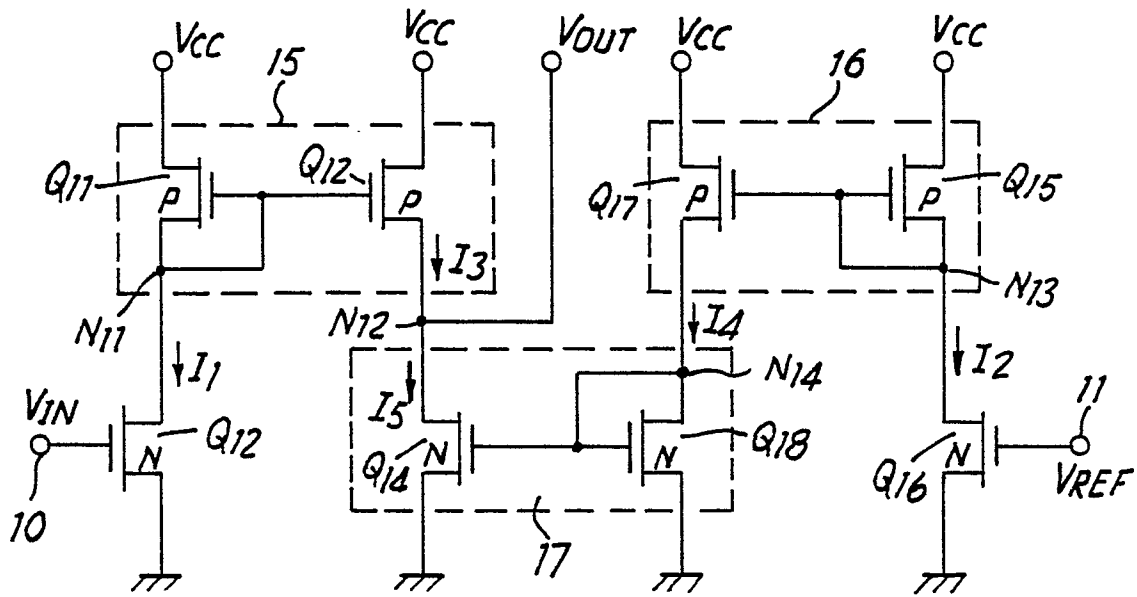 VCC
VCC
VOUT
VCC
VCC
15
16
Q11
P
Q12
P
Q17
P
P
Q15
I3
N11
N12
I4
N13
I1
I5
N14
I2
VIN
Q12
N
Q14
N
N
Q18
Q16
N
11
VREF
10
17